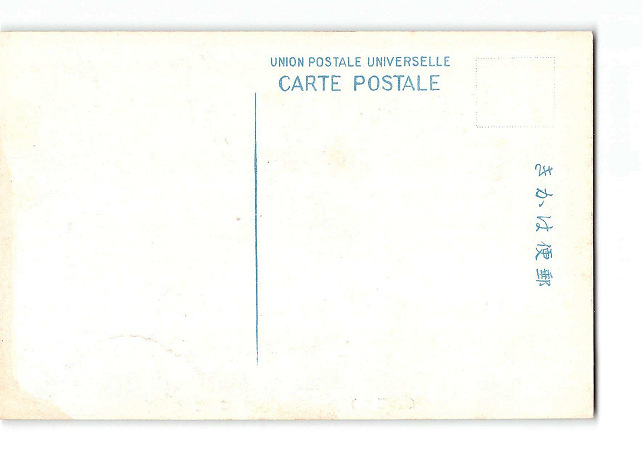 UNION POSTALE UNIVERSELLE
CARTE POSTALE
きかは便郵